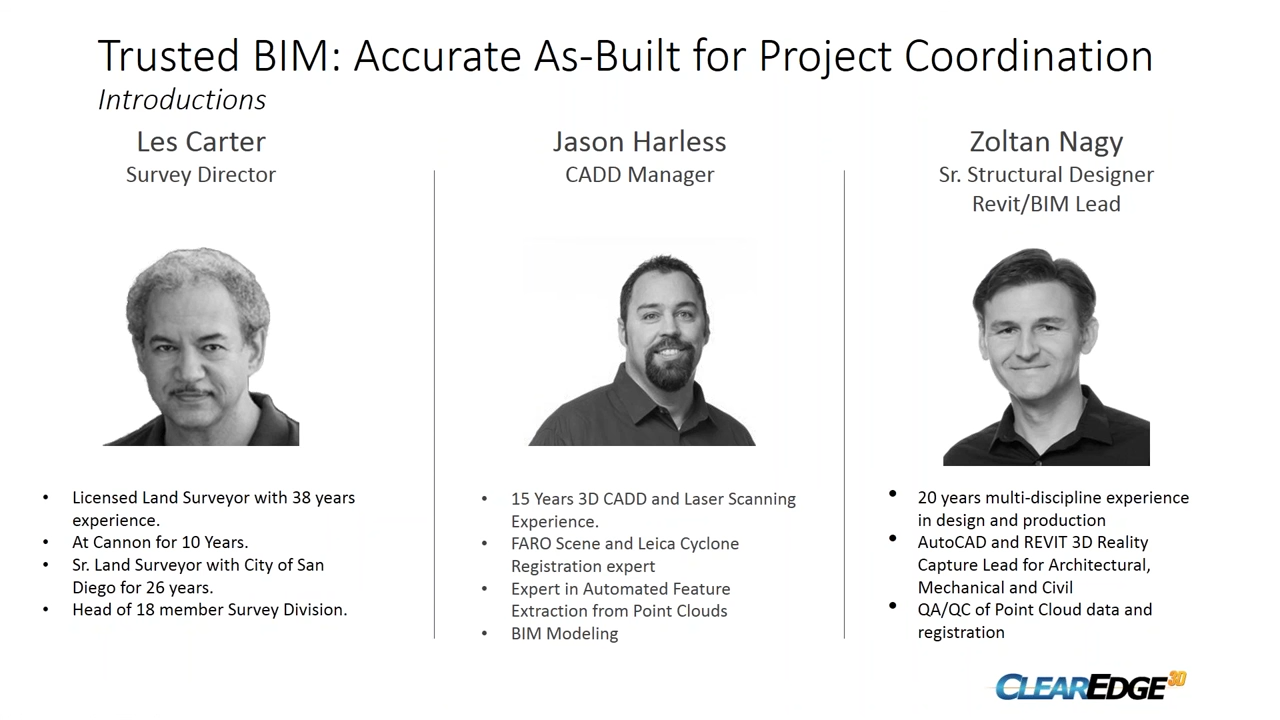 Trusted BIM: Accurate As-Built for Project Coordination
Introductions
Les Carter
Survey Director
• Licensed Land Surveyor with 38 years
experience.
• At Cannon for 10 Years.
• Sr. Land Surveyor with City of San
Diego for 26 years.
• Head of 18 member Survey Division.
Jason Harless
CADD Manager
• 15 Years 3D CADD and Laser Scanning
Experience.
• FARO Scene and Leica Cyclone
Registration expert
• Expert in Automated Feature
Extraction from Point Clouds
• BIM Modeling
Zoltan Nagy
Sr. Structural Designer
Revit/BIM Lead
• 20 years multi-discipline experience
in design and production
• AutoCAD and REVIT 3D Reality
Capture Lead for Architectural,
Mechanical and Civil
• QA/QC of Point Cloud data and
registration
CLEAREDGE3D